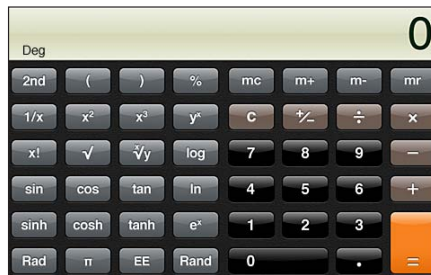 0
Deg
2nd ( ) % mc m+ m- mr
1/x x² x³ yˣ C +/− ÷ ×
x! √ ˣ√y log 7 8 9 −
sin cos tan ln 4 5 6 +
sinh cosh tanh eˣ 1 2 3
Rad π EE Rand 0 . =